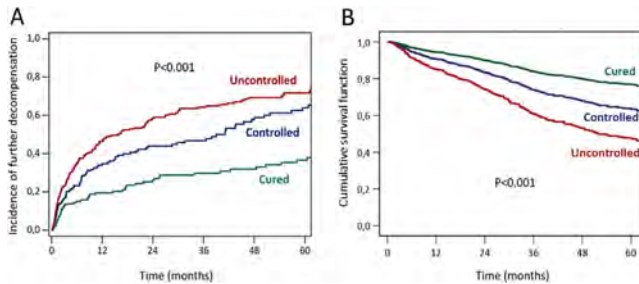 A
Incidence of further decompensation
1,0
0,8
0,6
0,4
0,2
0,0
P<0.001
Uncontrolled
Controlled
Cured
0 12 24 36 48 60
Time (months)
B
Cumulative survival function
1,0
0,8
0,6
0,4
0,2
0,0
Cured
Controlled
Uncontrolled
P<0.001
0 12 24 36 48 60
Time (months)